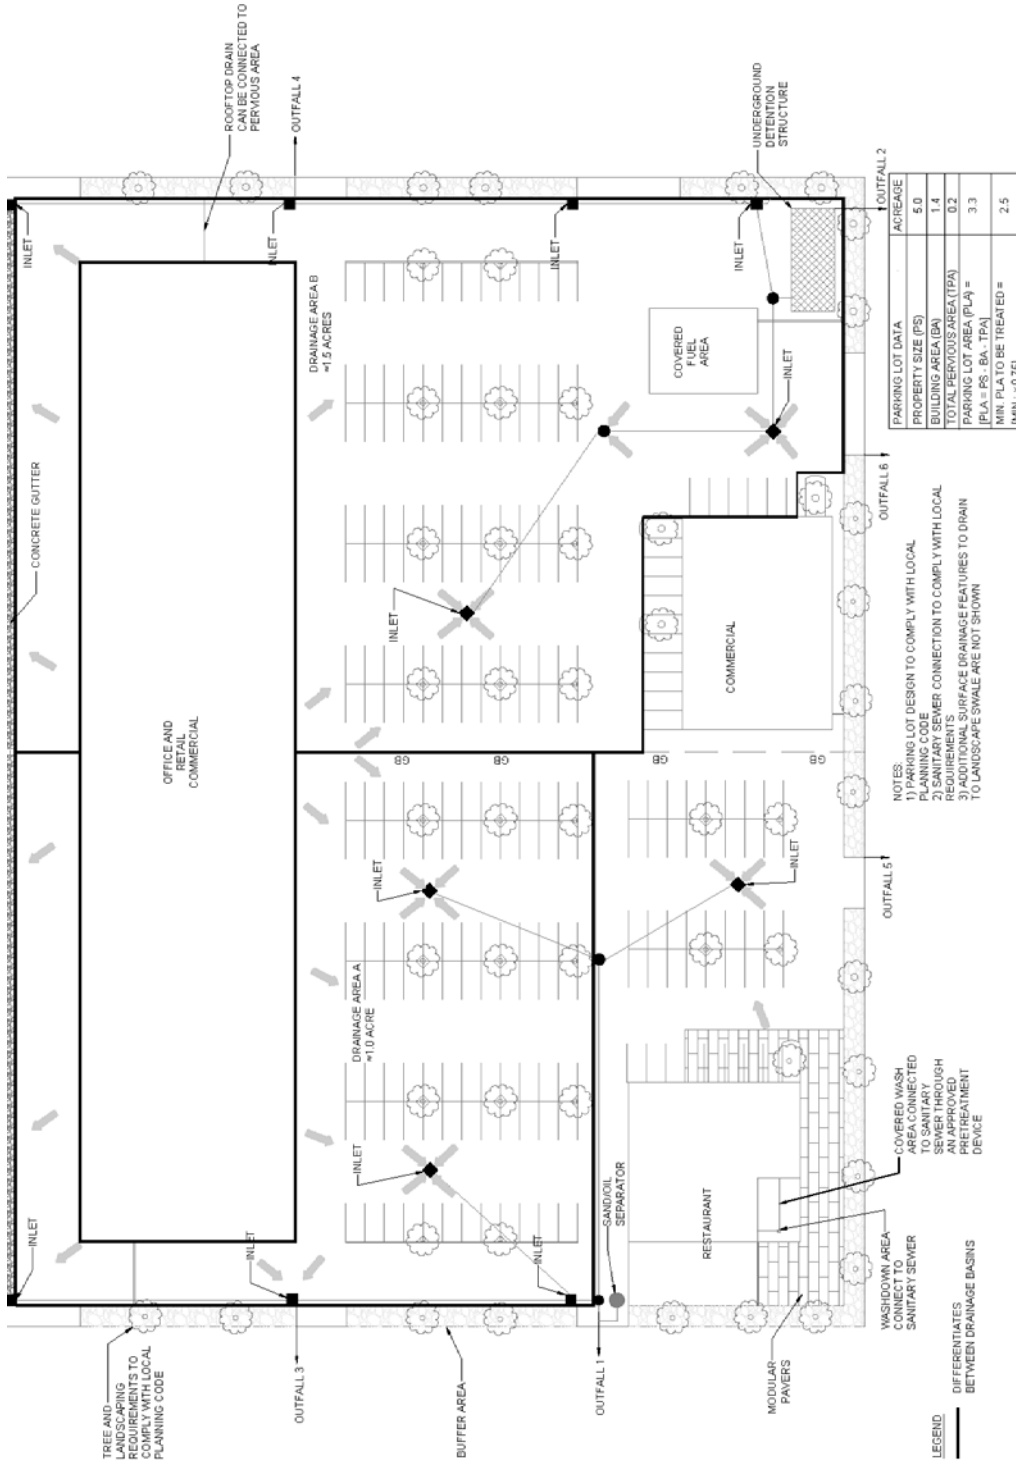 INLET
CONCRETE GUTTER
INLET
TREE AND
LANDSCAPING
REQUIREMENTS TO
COMPLY WITH LOCAL
PLANNING CODE
OFFICE AND
RETAIL
COMMERCIAL
ROOFTOP DRAIN
CAN BE CONNECTED TO
PERVIOUS AREA
INLET
INLET
OUTFALL 3
OUTFALL 4
DRAINAGE AREA B
≈1.5 ACRES
DRAINAGE AREA A
≈1.0 ACRE
INLET
INLET
INLET
GB
GB
BUFFER AREA
INLET
INLET
OUTFALL 1
SAND/OIL
SEPARATOR
GB
COVERED
FUEL
AREA
RESTAURANT
COMMERCIAL
INLET
UNDERGROUND
DETENTION
STRUCTURE
MODULAR
PAVERS
INLET
INLET
GB
OUTFALL 5
OUTFALL 6
OUTFALL 2
WASHDOWN AREA
CONNECT TO
SANITARY SEWER
COVERED WASH
AREA CONNECTED
TO SANITARY
SEWER THROUGH
AN APPROVED
PRETREATMENT
DEVICE
NOTES:
1) PARKING LOT DESIGN TO COMPLY WITH LOCAL
PLANNING CODE
2) SANITARY SEWER CONNECTION TO COMPLY WITH LOCAL
REQUIREMENTS
3) ADDITIONAL SURFACE DRAINAGE FEATURES TO DRAIN
TO LANDSCAPE SWALE ARE NOT SHOWN
PARKING LOT DATA ACREAGE
PROPERTY SIZE (PS) 5.0
BUILDING AREA (BA) 1.4
TOTAL PERVIOUS AREA (TPA) 0.2
PARKING LOT AREA (PLA) = 3.3
[PLA = PS - BA - TPA]
MIN. PLA TO BE TREATED = 2.5
LEGEND
DIFFERENTIATES
BETWEEN DRAINAGE BASINS